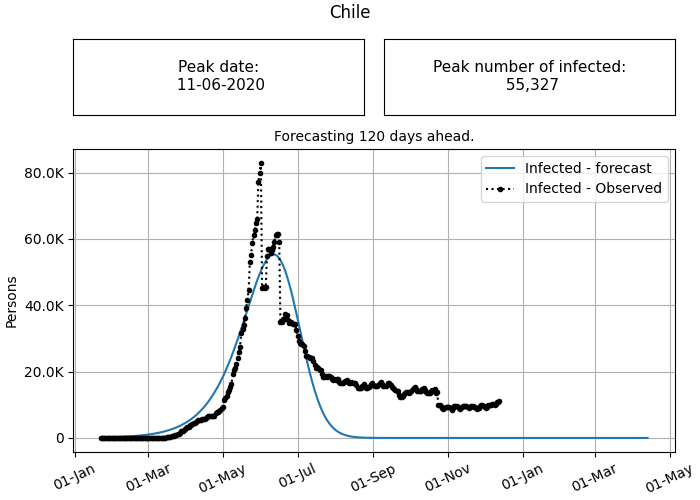 Chile
Peak date:
11-06-2020
Peak number of infected:
55,327
Forecasting 120 days ahead.
Infected - forecast
Infected - Observed
Persons
80.0K
60.0K
40.0K
20.0K
0
01-Jan
01-Mar
01-May
01-Jul
01-Sep
01-Nov
01-Jan
01-Mar
01-May